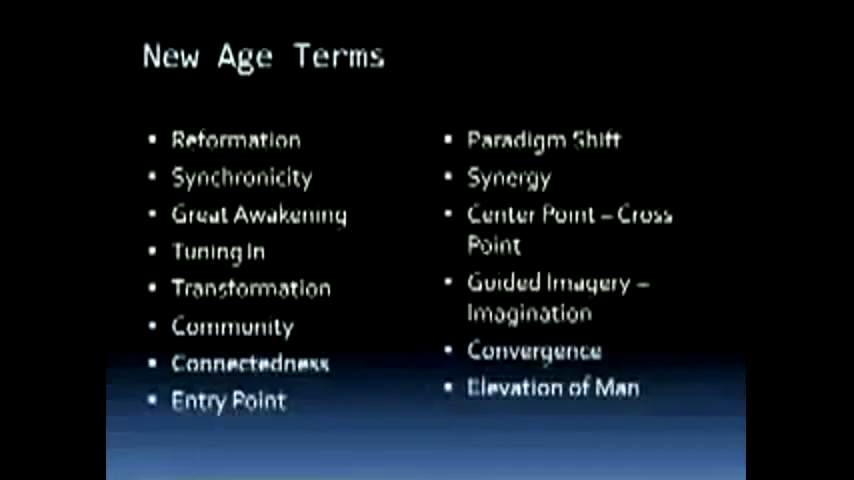 New Age Terms
▪ Reformation
▪ Synchronicity
▪ Great Awakening
▪ Tuning In
▪ Transformation
▪ Community
▪ Connectedness
▪ Entry Point
▪ Paradigm Shift
▪ Synergy
▪ Center Point – Cross
Point
▪ Guided Imagery –
Imagination
▪ Convergence
▪ Elevation of Man